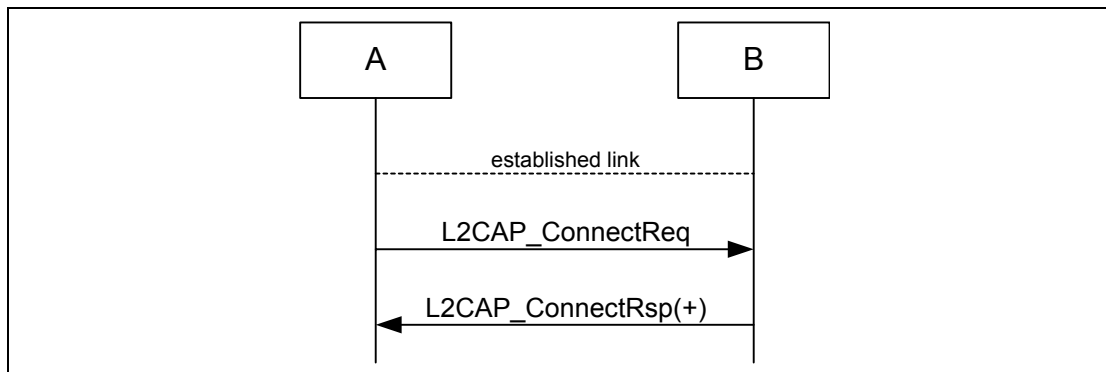 A
B
established link
L2CAP_ConnectReq
L2CAP_ConnectRsp(+)